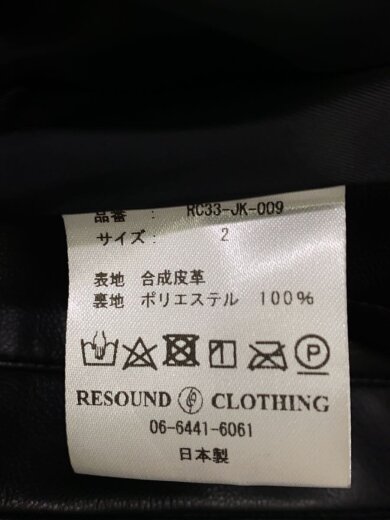 品番 : RC33-JK-009
サイズ: 2
表地 合成皮革
裏地 ポリエステル 100%
P
RESOUND CLOTHING
06-6441-6061
日本製